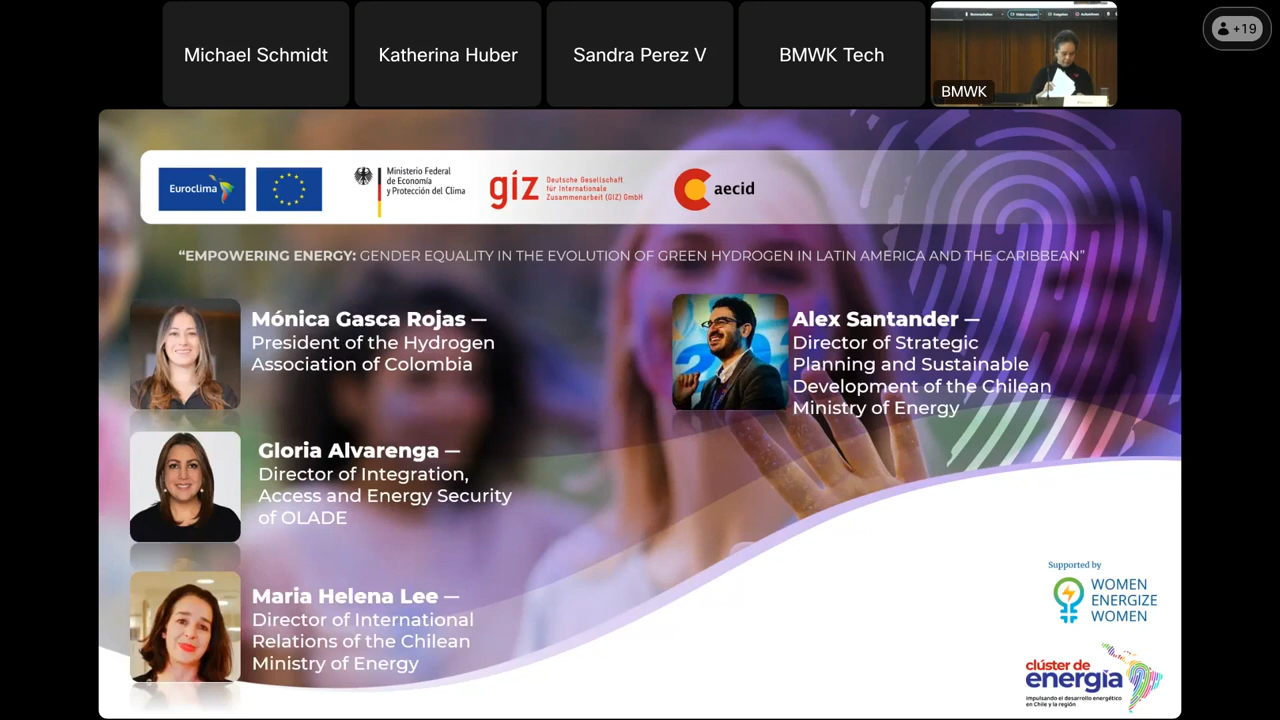 Michael Schmidt
Katherina Huber
Sandra Perez V
BMWK Tech
BMWK
+19
Euroclima
Ministerio Federal
de Economía
y Protección del Clima
giz
Deutsche Gesellschaft
für Internationale
Zusammenarbeit (GIZ) GmbH
aecid
“EMPOWERING ENERGY: GENDER EQUALITY IN THE EVOLUTION OF GREEN HYDROGEN IN LATIN AMERICA AND THE CARIBBEAN”
Mónica Gasca Rojas —
President of the Hydrogen
Association of Colombia
Alex Santander —
Director of Strategic
Planning and Sustainable
Development of the Chilean
Ministry of Energy
Gloria Alvarenga —
Director of Integration,
Access and Energy Security
of OLADE
Maria Helena Lee —
Director of International
Relations of the Chilean
Ministry of Energy
Supported by
WOMEN
ENERGIZE
WOMEN
clúster de
energía
Impulsando el desarrollo energético
en Chile y la región